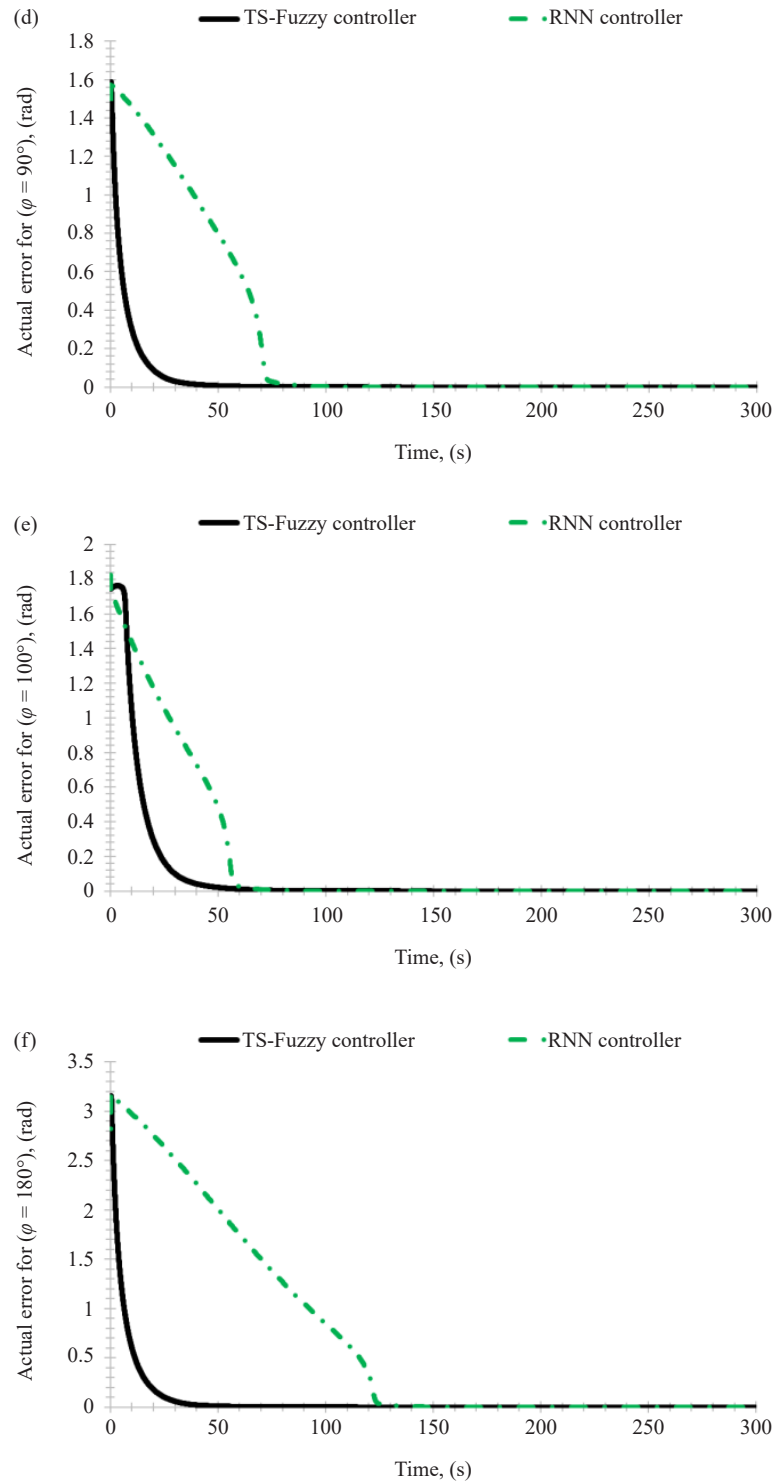 (d)
TS-Fuzzy controller
RNN controller
1.8
1.6
1.4
1.2
1
0.8
0.6
0.4
0.2
0
Actual error for (φ = 90°), (rad)
0 50 100 150 200 250 300
Time, (s)
(e)
TS-Fuzzy controller
RNN controller
2
1.8
1.6
1.4
1.2
1
0.8
0.6
0.4
0.2
0
Actual error for (φ = 100°), (rad)
0 50 100 150 200 250 300
Time, (s)
(f)
TS-Fuzzy controller
RNN controller
3.5
3
2.5
2
1.5
1
0.5
0
Actual error for (φ = 180°), (rad)
0 50 100 150 200 250 300
Time, (s)